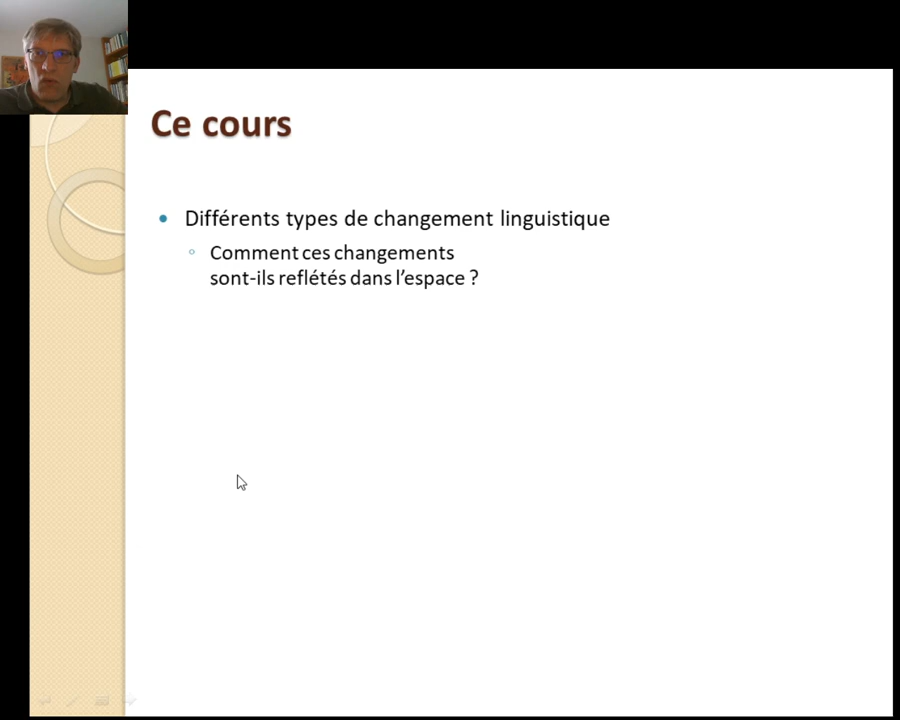 Ce cours
Différents types de changement linguistique
Comment ces changements
sont-ils reflétés dans l’espace ?